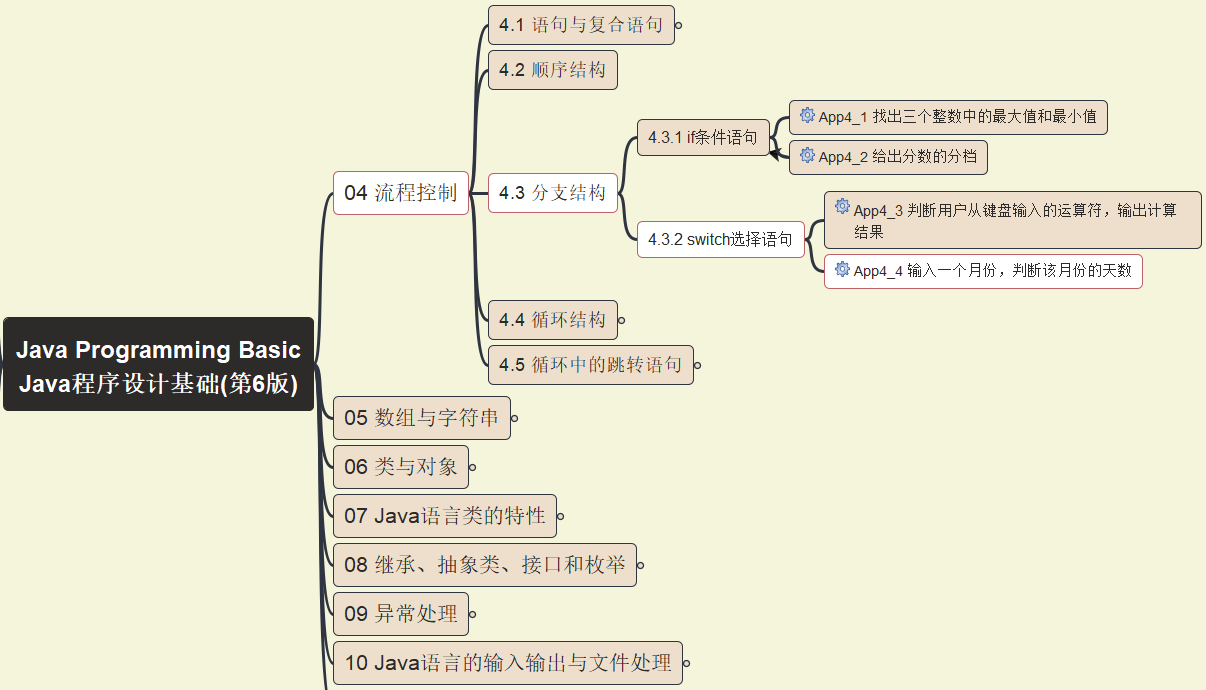 Java Programming Basic
Java程序设计基础(第6版)
04 流程控制
4.1 语句与复合语句
4.2 顺序结构
4.3 分支结构
4.3.1 if条件语句
App4_1 找出三个整数中的最大值和最小值
App4_2 给出分数的分档
4.3.2 switch选择语句
App4_3 判断用户从键盘输入的运算符，输出计算
结果
App4_4 输入一个月份，判断该月份的天数
4.4 循环结构
4.5 循环中的跳转语句
05 数组与字符串
06 类与对象
07 Java语言类的特性
08 继承、抽象类、接口和枚举
09 异常处理
10 Java语言的输入输出与文件处理